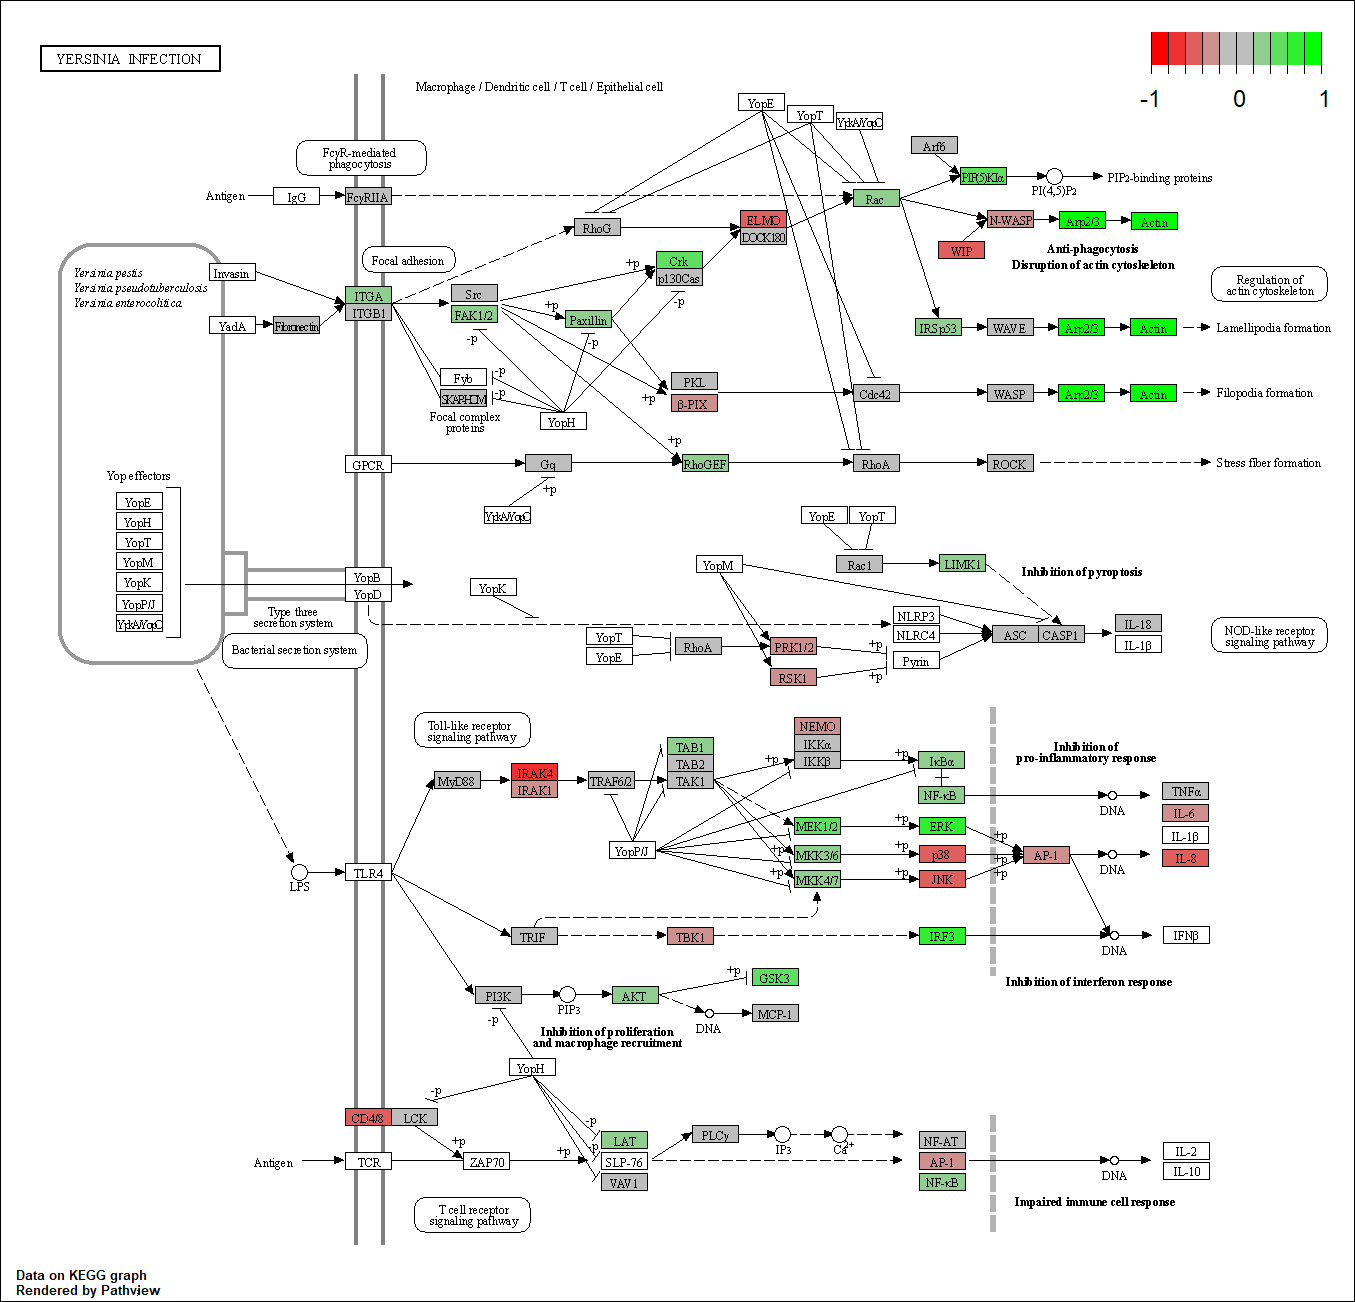 YERSINIA INFECTION
-1
0
1
Macrophage / Dendritic cell / T cell / Epithelial cell
YopE
YopT
YpkA/YopO
FcγR-mediated
phagocytosis
Arf6
PIP(5)KIα
PI(4,5)P2
PIP2-binding proteins
Antigen
IgG
FcγRIIA
Rac
RhoG
ELMO
DOCK180
N-WASP
Arp2/3
Actin
WIP
Anti-phagocytosis
Disruption of actin cytoskeleton
Focal adhesion
Yersinia pestis
Yersinia pseudotuberculosis
Yersinia enterocolitica
Invasin
YadA
Fibronectin
ITGA
ITGB1
Src
FAK1/2
+p
Crk
p130Cas
-p
+p
Paxillin
-p
-p
Regulation of
actin cytoskeleton
IRSp53
WAVE
Arp2/3
Actin
Lamellipodia formation
Fyb
-p
-p
Focal complex
proteins
YopH
PKL
β-PIX
+p
Cdc42
WASP
Arp2/3
Actin
Filopodia formation
+p
GPCR
Gq
RhoGEF
RhoA
ROCK
Stress fiber formation
+p
YpkA/YopO
Yop effectors
YopE
YopH
YopT
YopM
YopK
YopP/J
YpkA/YopO
YopB
YopD
Type three
secretion system
Bacterial secretion system
YopK
YopE
YopT
YopM
Rac1
LIMK1
Inhibition of pyroptosis
NLRP3
NLRC4
Pyrin
YopT
YopE
RhoA
PRK1/2
RSK1
+p
+p
ASC
CASP1
IL-18
IL-1β
NOD-like receptor
signaling pathway
Toll-like receptor
signaling pathway
MyD88
IRAK4
IRAK1
TRAF6/2
TAB1
TAB2
TAK1
NEMO
IKKα
IKKβ
+p
+p
IκBα
NF-κB
Inhibition of
pro-inflammatory response
DNA
TNFα
IL-6
IL-1β
IL-8
YopP/J
MEK1/2
MKK3/6
MKK4/7
+p
+p
+p
+p
+p
ERK
p38
JNK
+p
+p
+p
AP-1
DNA
LPS
TLR4
TRIF
TBK1
IRF3
DNA
IFNβ
Inhibition of interferon response
PI3K
-p
PIP3
AKT
+p
GSK3
DNA
MCP-1
Inhibition of proliferation
and macrophage recruitment
YopH
-p
CD4/8
LCK
+p
Antigen
TCR
ZAP70
+p
-p
-p
LAT
SLP-76
VAV1
PLCγ
IP3
Ca2+
NF-AT
AP-1
NF-κB
DNA
IL-2
IL-10
Impaired immune cell response
T cell receptor
signaling pathway
Data on KEGG graph
Rendered by Pathview